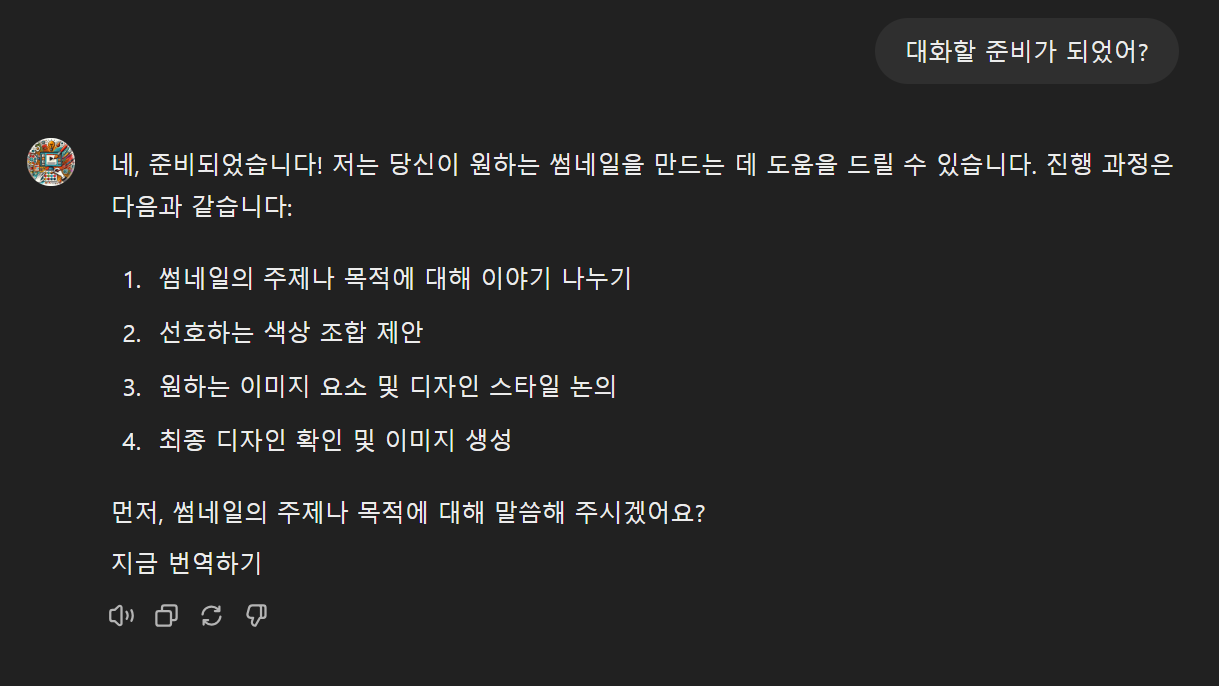 대화할 준비가 되었어?
네, 준비되었습니다! 저는 당신이 원하는 썸네일을 만드는 데 도움을 드릴 수 있습니다. 진행 과정은
다음과 같습니다:
1. 썸네일의 주제나 목적에 대해 이야기 나누기
2. 선호하는 색상 조합 제안
3. 원하는 이미지 요소 및 디자인 스타일 논의
4. 최종 디자인 확인 및 이미지 생성
먼저, 썸네일의 주제나 목적에 대해 말씀해 주시겠어요?
지금 번역하기